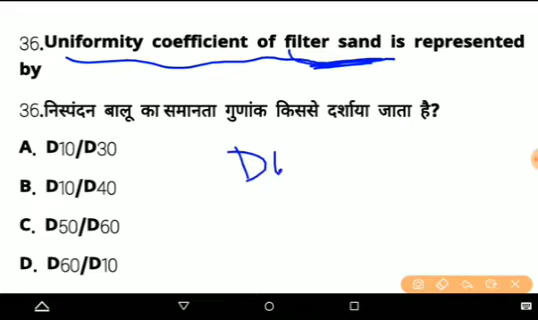 36.Uniformity coefficient of filter sand is represented
by
36.निस्पंदन बालू का समानता गुणांक किससे दर्शाया जाता है?
A. D10/D30
B. D10/D40
C. D50/D60
D. D60/D10